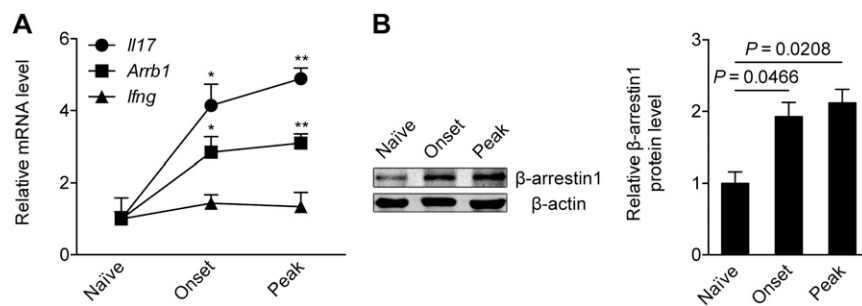 A
Il17
Arrb1
Ifng
Relative mRNA level
6
4
2
0
*
**
*
**
Naïve
Onset
Peak
B
Naïve
Onset
Peak
β-arrestin1
β-actin
Relative β-arrestin1
protein level
3
2
1
0
P = 0.0208
P = 0.0466
Naïve
Onset
Peak